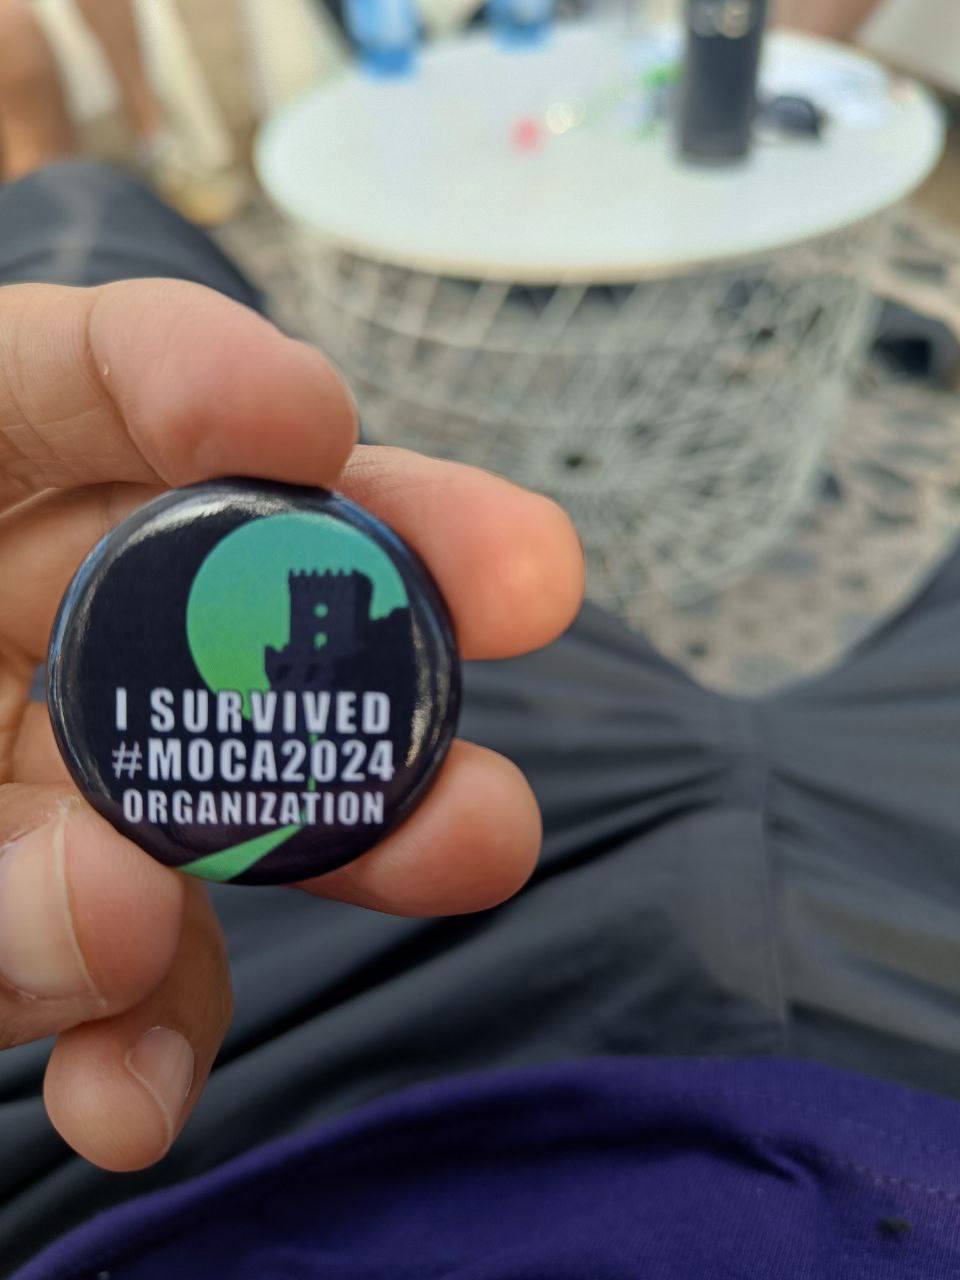 I SURVIVED
#MOCA2024
ORGANIZATION